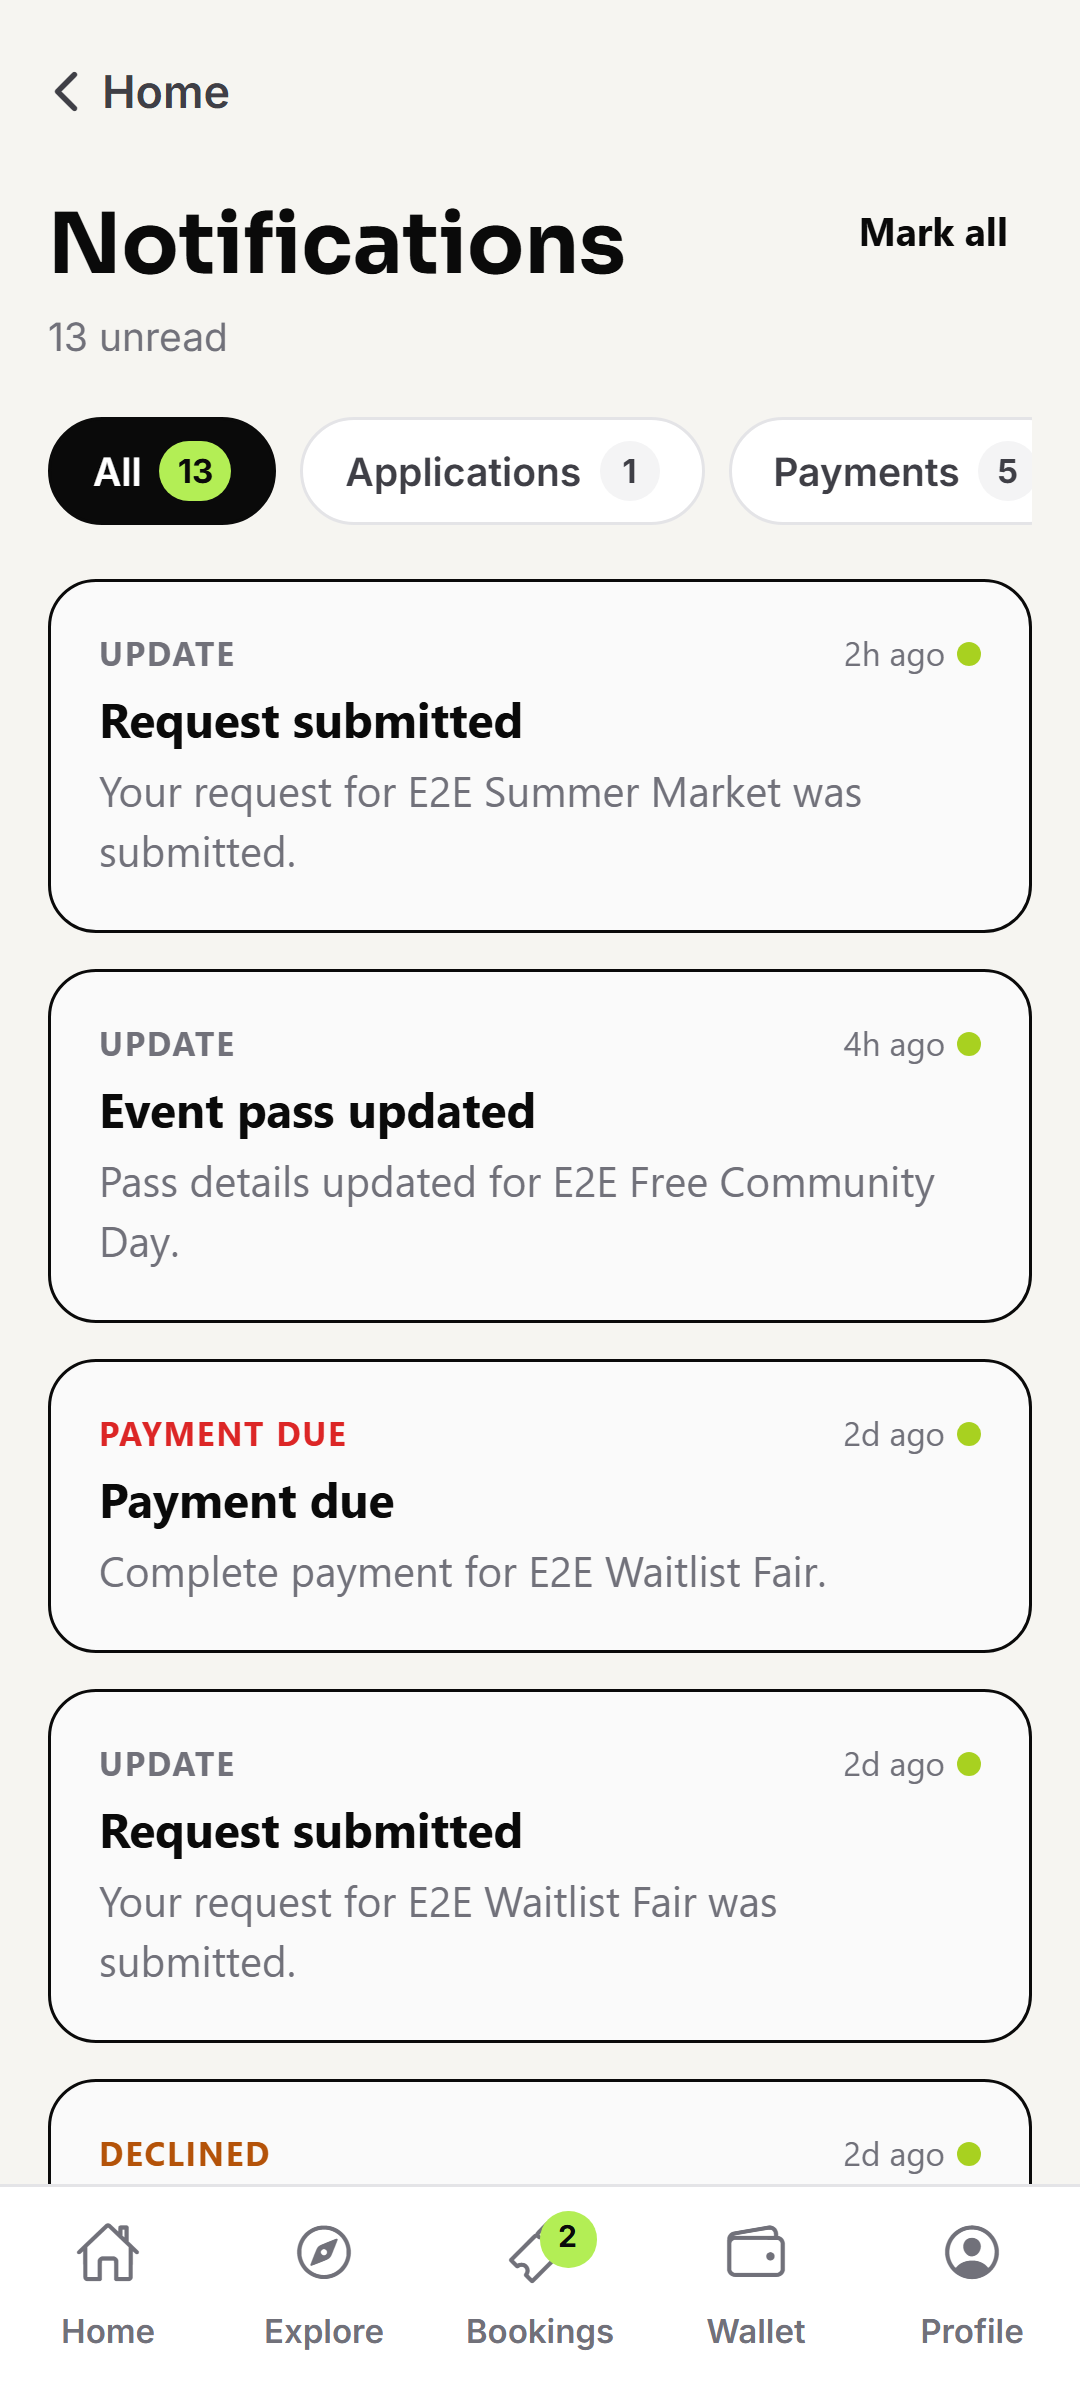 Home
Notifications
Mark all
13 unread
All 13
Applications 1
Payments 5
UPDATE
2h ago
Request submitted
Your request for E2E Summer Market was
submitted.
UPDATE
4h ago
Event pass updated
Pass details updated for E2E Free Community
Day.
PAYMENT DUE
2d ago
Payment due
Complete payment for E2E Waitlist Fair.
UPDATE
2d ago
Request submitted
Your request for E2E Waitlist Fair was
submitted.
DECLINED
2d ago
2
Home
Explore
Bookings
Wallet
Profile